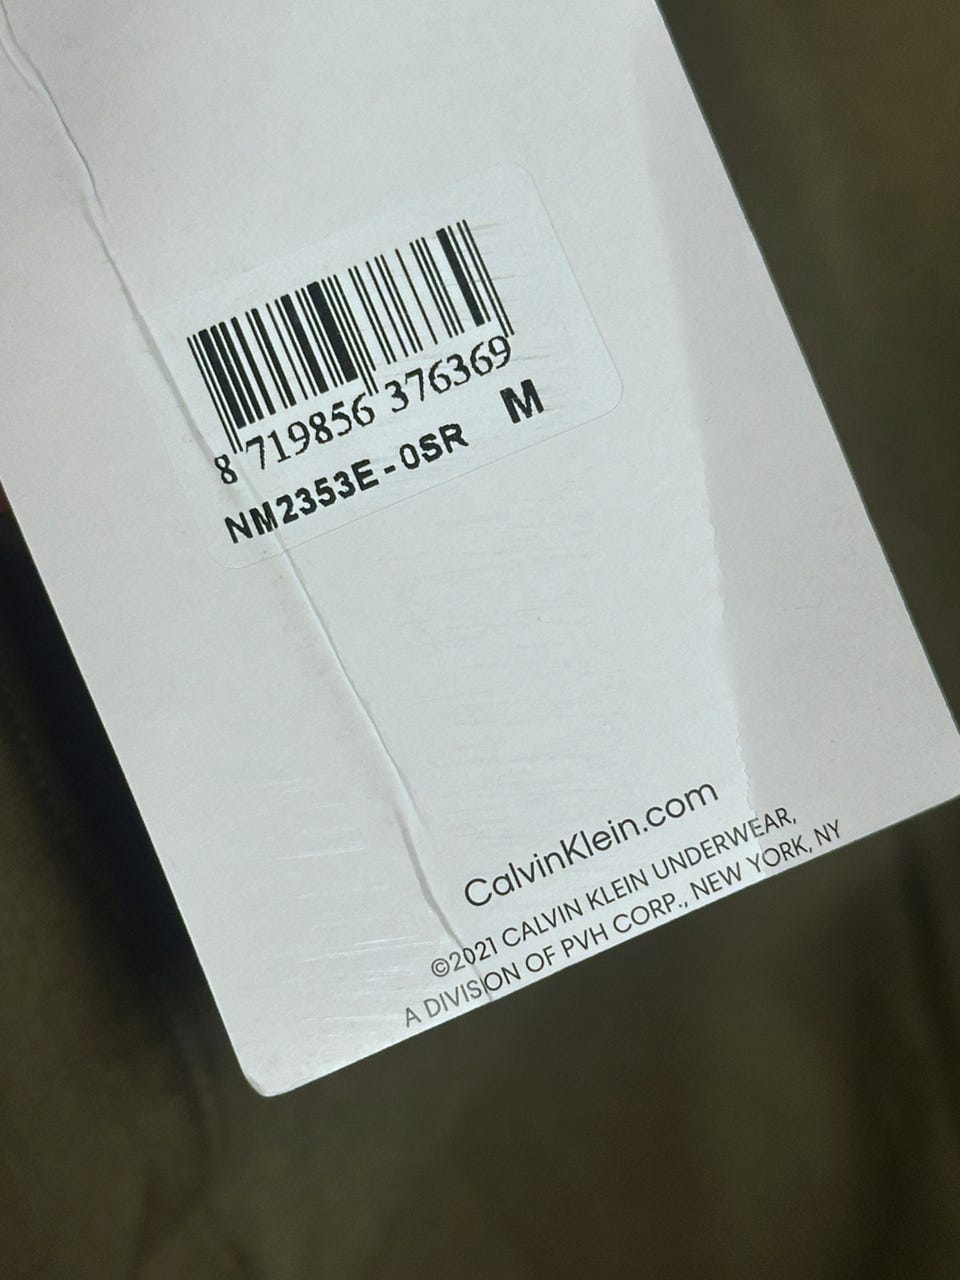 8 719856 376369
NM2353E-0SR M
CalvinKlein.com
©2021 CALVIN KLEIN UNDERWEAR,
A DIVISION OF PVH CORP., NEW YORK, NY